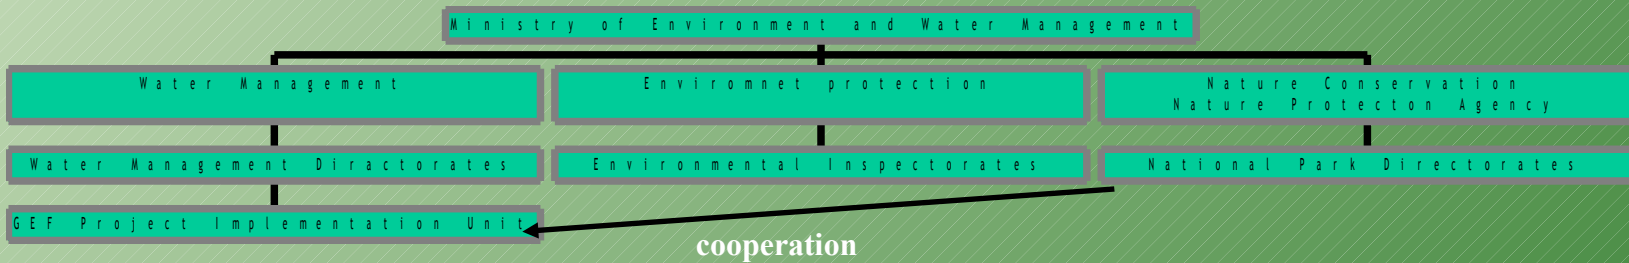 Ministry of Environment and Water Management
Water Management
Enviromnet protection
Nature Conservation
Nature Protecton Agency
Water Management Diractorates
Environmental Inspectorates
National Park Directorates
GEF Project Implementation Unit
cooperation